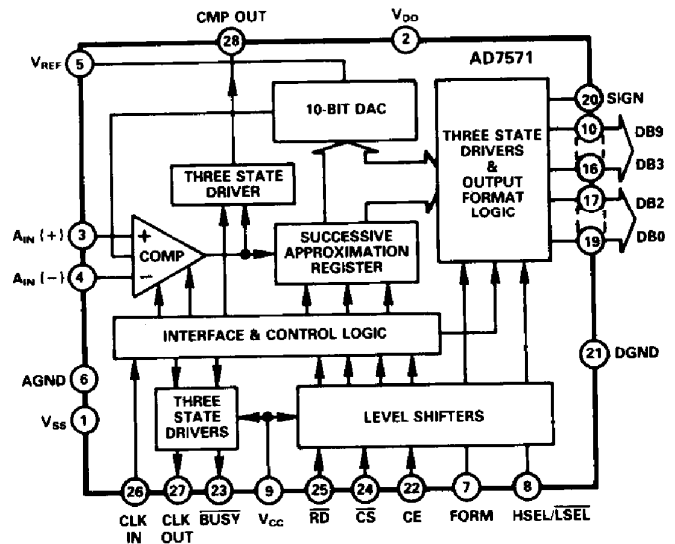 CMP OUT
28
VDD
2
VREF
5
AD7571
10-BIT DAC
20
SIGN
10
DB9
16
DB3
17
DB2
19
DB0
THREE STATE
DRIVERS
&
OUTPUT
FORMAT
LOGIC
THREE STATE
DRIVER
AIN (+)
3
+
COMP
AIN (−)
4
−
SUCCESSIVE
APPROXIMATION
REGISTER
INTERFACE & CONTROL LOGIC
21
DGND
AGND
6
VSS
1
THREE
STATE
DRIVERS
LEVEL SHIFTERS
26
27
23
9
25
24
22
7
8
CLK
IN
CLK
OUT
BUSY
VCC
RD
CS
CE
FORM
HSEL/LSEL